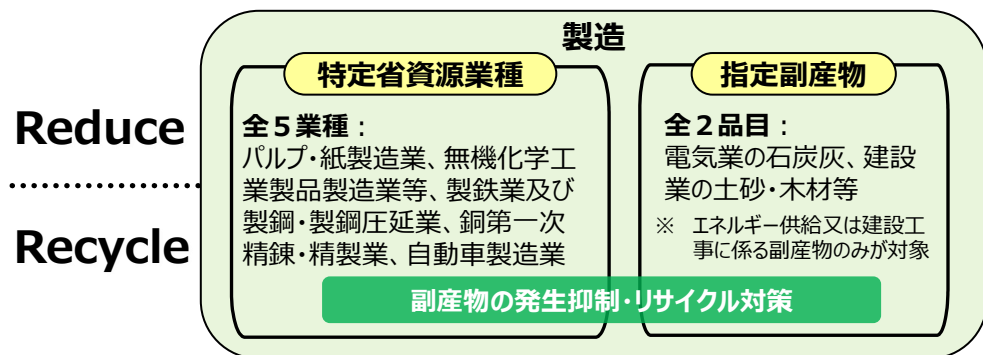 製造
Reduce
Recycle
特定省資源業種
全５業種：
パルプ・紙製造業、無機化学工
業製品製造業等、製鉄業及び
製鋼・製鋼圧延業、銅第一次
精錬・精製業、自動車製造業
指定副産物
全２品目：
電気業の石炭灰、建設
業の土砂・木材等
※　エネルギー供給又は建設工
事に係る副産物のみが対象
副産物の発生抑制・リサイクル対策